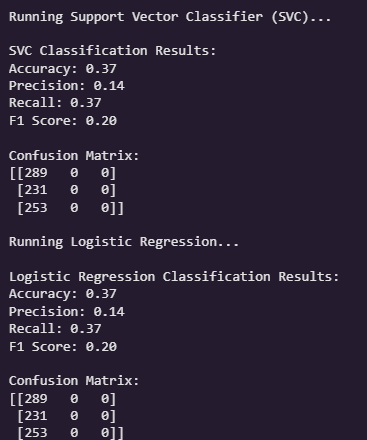 Running Support Vector Classifier (SVC)...
SVC Classification Results:
Accuracy: 0.37
Precision: 0.14
Recall: 0.37
F1 Score: 0.20
Confusion Matrix:
[[289   0   0]
 [231   0   0]
 [253   0   0]]
Running Logistic Regression...
Logistic Regression Classification Results:
Accuracy: 0.37
Precision: 0.14
Recall: 0.37
F1 Score: 0.20
Confusion Matrix:
[[289   0   0]
 [231   0   0]
 [253   0   0]]